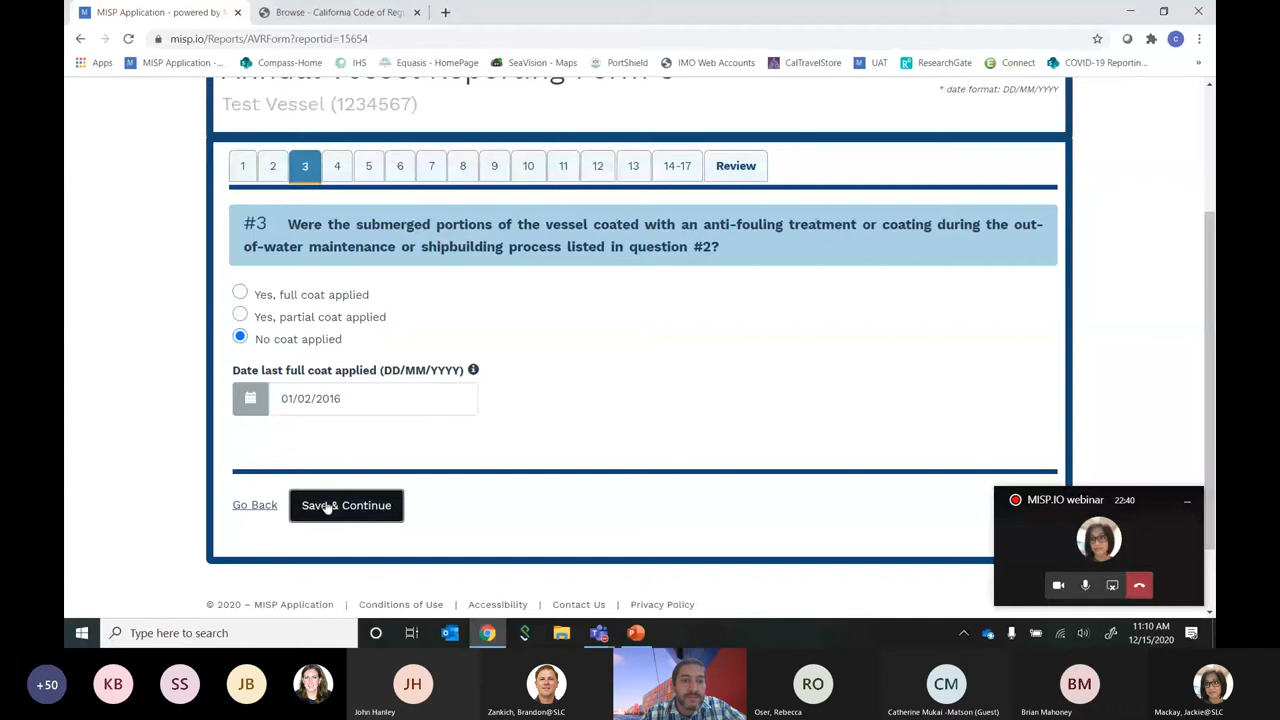 MISP Application - powered by M
Browse - California Code of Regu
misp.io/Reports/AVRForm?reportid=15654
C
Apps
MISP Application -...
Compass-Home
IHS
Equasis - HomePage
SeaVision - Maps
PortShield
IMO Web Accounts
CalTravelStore
UAT
ResearchGate
Connect
COVID-19 Reportin...
»
Annual Vessel Reporting Form
Test Vessel (1234567)
* date format: DD/MM/YYYY
1 2 3 4 5 6 7 8 9 10 11 12 13 14-17 Review
#3 Were the submerged portions of the vessel coated with an anti-fouling treatment or coating during the out-
of-water maintenance or shipbuilding process listed in question #2?
Yes, full coat applied
Yes, partial coat applied
No coat applied
Date last full coat applied (DD/MM/YYYY)
01/02/2016
Go Back
Save & Continue
MISP.IO webinar 22:40
© 2020 – MISP Application | Conditions of Use | Accessibility | Contact Us | Privacy Policy
Type here to search
11:10 AM
12/15/2020
+50
KB
SS
JB
JH
John Hanley
Zankich, Brandon@SLC
RO
Oser, Rebecca
CM
Catherine Mukai -Matson (Guest)
BM
Brian Mahoney
Mackay, Jackie@SLC